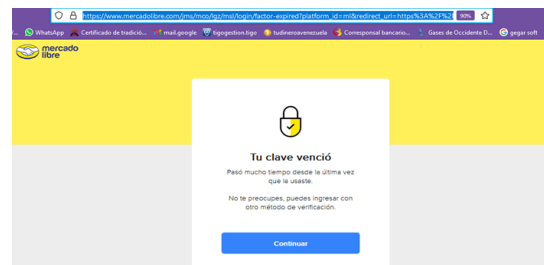 https://www.mercadolibre.com/jms/mco/lgz/msl/login/factor-expired?platform_id=ml&redirect_url=https%3A%2F%2 90%
WhatsApp Certificado de tradició... mail.google tigogestion.tigo tudineroavenezuela Corresponsal bancario... Gases de Occidente D... gegar soft
mercado
libre
Tu clave venció
Pasó mucho tiempo desde la última vez
que la usaste.
No te preocupes, puedes ingresar con
otro método de verificación.
Continuar